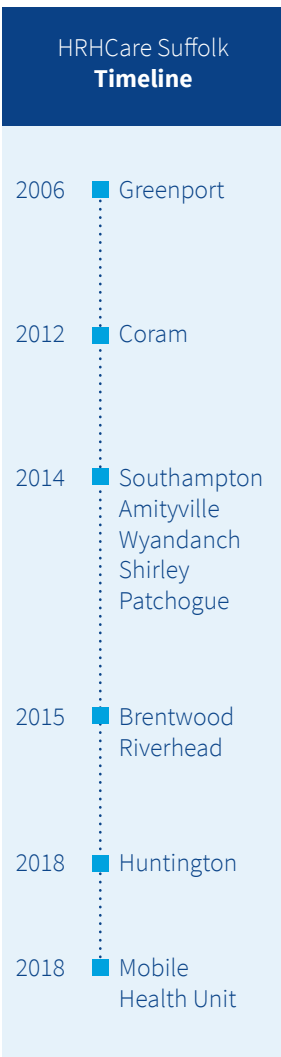 HRHCare Suffolk
Timeline
2006 Greenport
2012 Coram
2014 Southampton
Amityville
Wyandanch
Shirley
Patchogue
2015 Brentwood
Riverhead
2018 Huntington
2018 Mobile
Health Unit